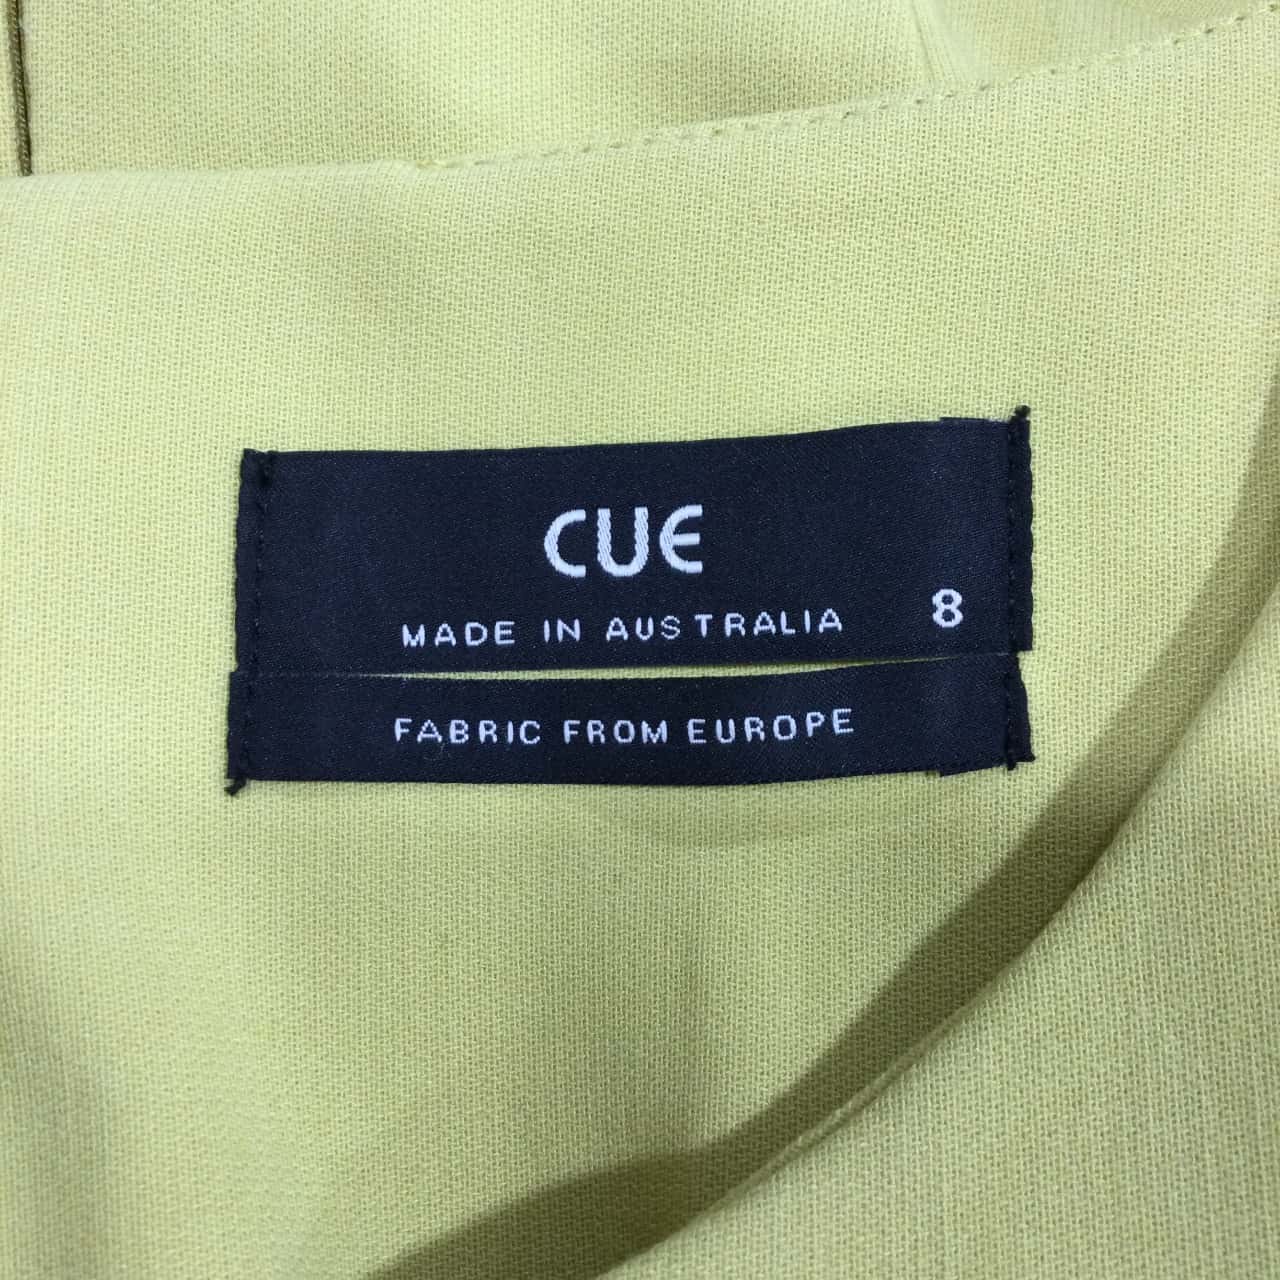 CUE
MADE IN AUSTRALIA 8
FABRIC FROM EUROPE